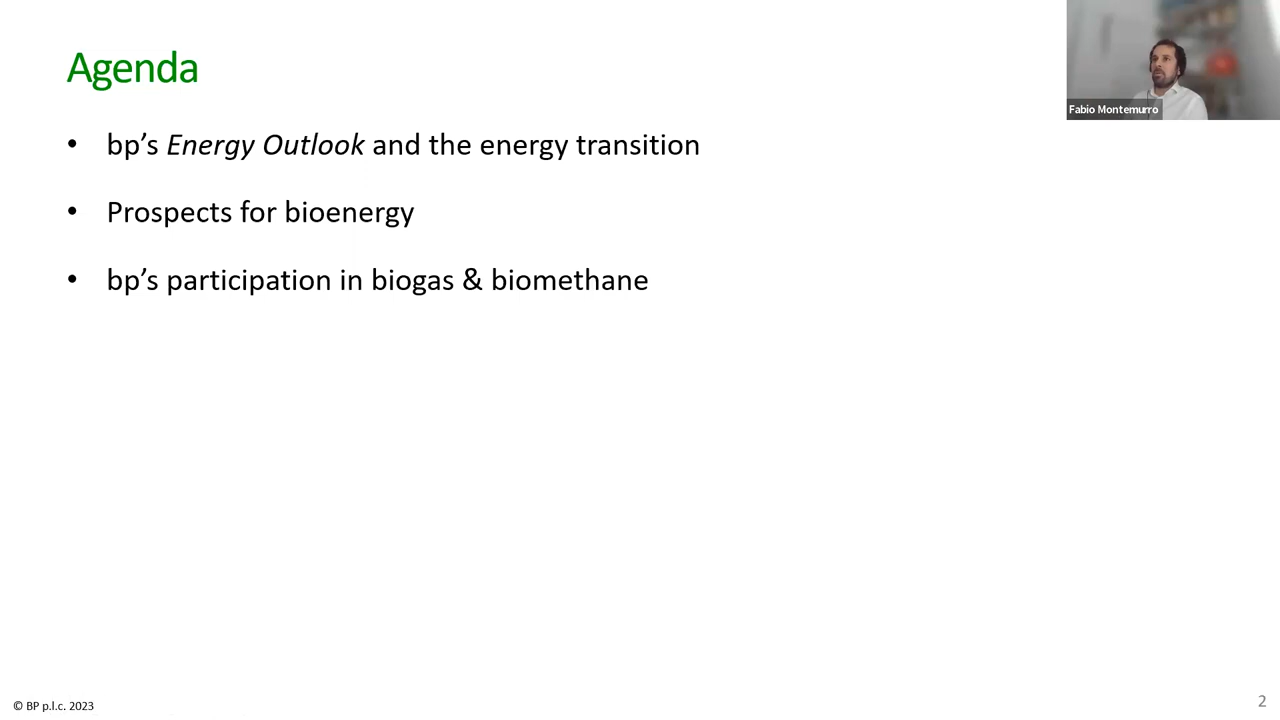 Agenda
• bp’s Energy Outlook and the energy transition
• Prospects for bioenergy
• bp’s participation in biogas & biomethane
Fabio Montemurro
© BP p.l.c. 2023
2